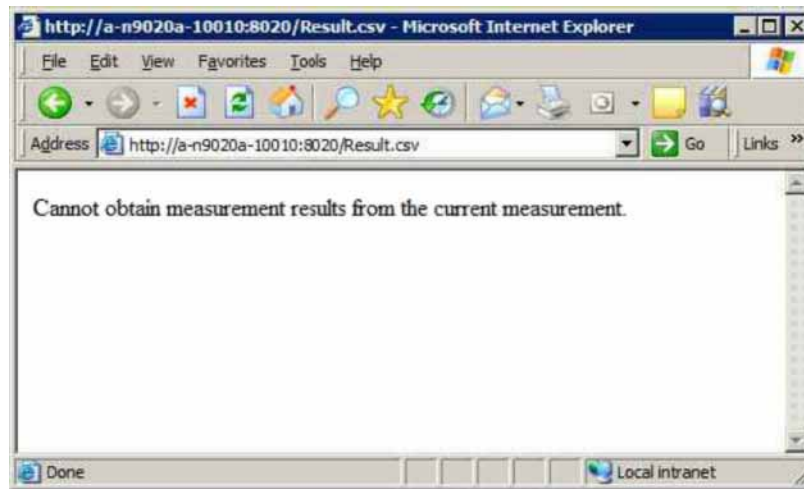 http://a-n9020a-10010:8020/Result.csv - Microsoft Internet Explorer
File Edit View Favorites Tools Help
Address http://a-n9020a-10010:8020/Result.csv Go Links »
Cannot obtain measurement results from the current measurement.
Done Local intranet